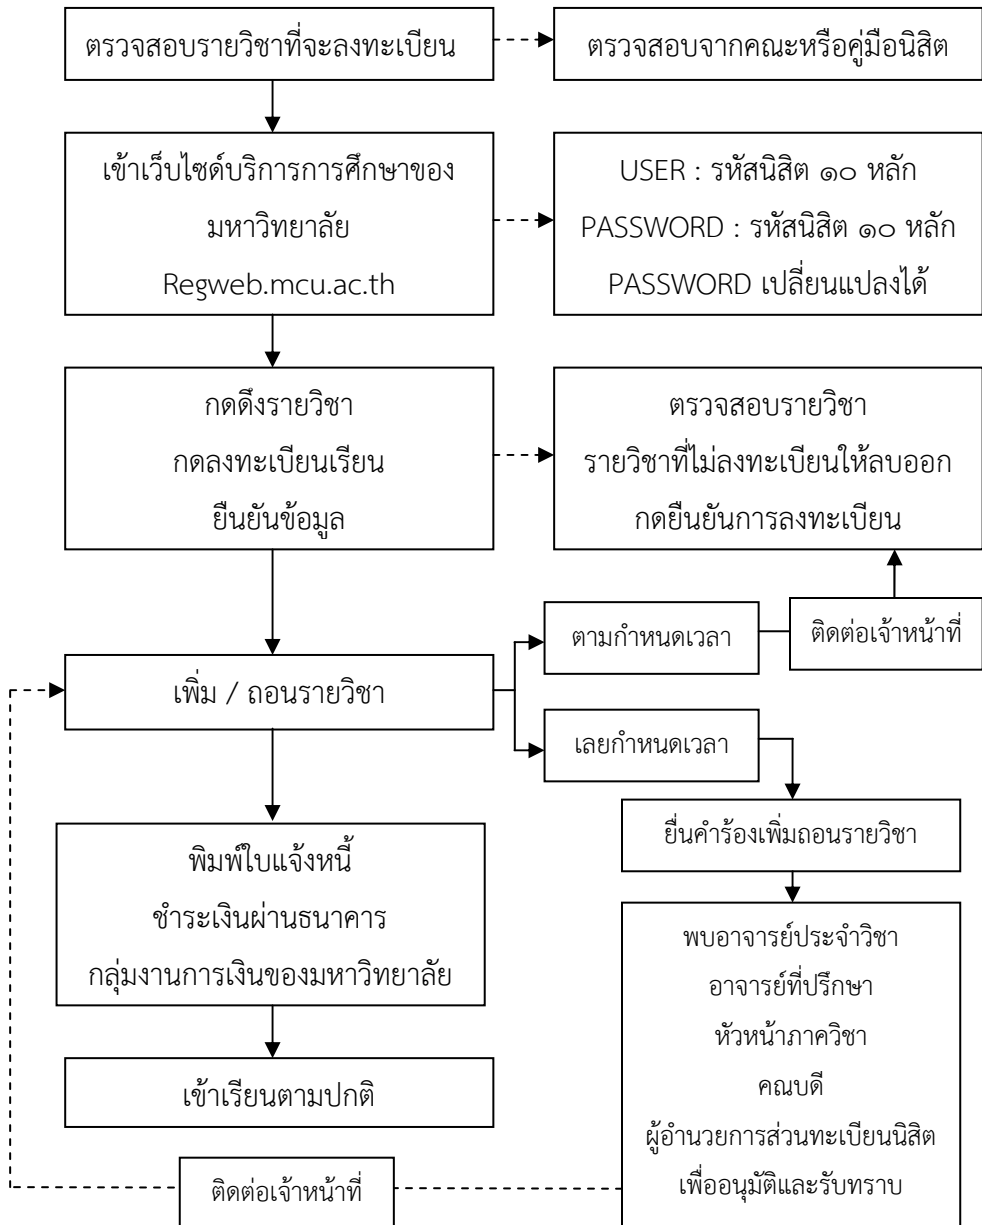 ตรวจสอบรายวิชาที่จะลงทะเบียน
ตรวจสอบจากคณะหรือคู่มือนิสิต
เข้าเว็บไซด์บริการการศึกษาของ
มหาวิทยาลัย
Regweb.mcu.ac.th
USER : รหัสนิสิต ๑๐ หลัก
PASSWORD : รหัสนิสิต ๑๐ หลัก
PASSWORD เปลี่ยนแปลงได้
กดดึงรายวิชา
กดลงทะเบียนเรียน
ยืนยันข้อมูล
ตรวจสอบรายวิชา
รายวิชาที่ไม่ลงทะเบียนให้ลบออก
กดยืนยันการลงทะเบียน
ตามกำหนดเวลา
ติดต่อเจ้าหน้าที่
เพิ่ม / ถอนรายวิชา
เลยกำหนดเวลา
ยื่นคำร้องเพิ่มถอนรายวิชา
พิมพ์ใบแจ้งหนี้
ชำระเงินผ่านธนาคาร
กลุ่มงานการเงินของมหาวิทยาลัย
เข้าเรียนตามปกติ
พบอาจารย์ประจำวิชา
อาจารย์ที่ปรึกษา
หัวหน้าภาควิชา
คณบดี
ผู้อำนวยการส่วนทะเบียนนิสิต
เพื่ออนุมัติและรับทราบ
ติดต่อเจ้าหน้าที่